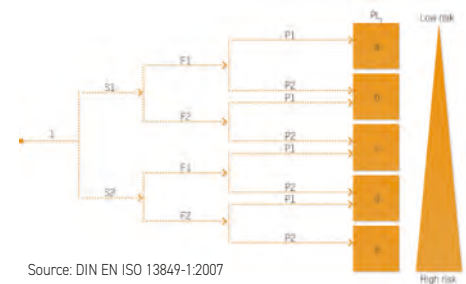 PLr Low risk
P1
a
F1
P2
S1
P1
b
F2
P2
1
P1
c
F1
P2
S2
P1
d
F2
P2
e
Source: DIN EN ISO 13849-1:2007
High risk